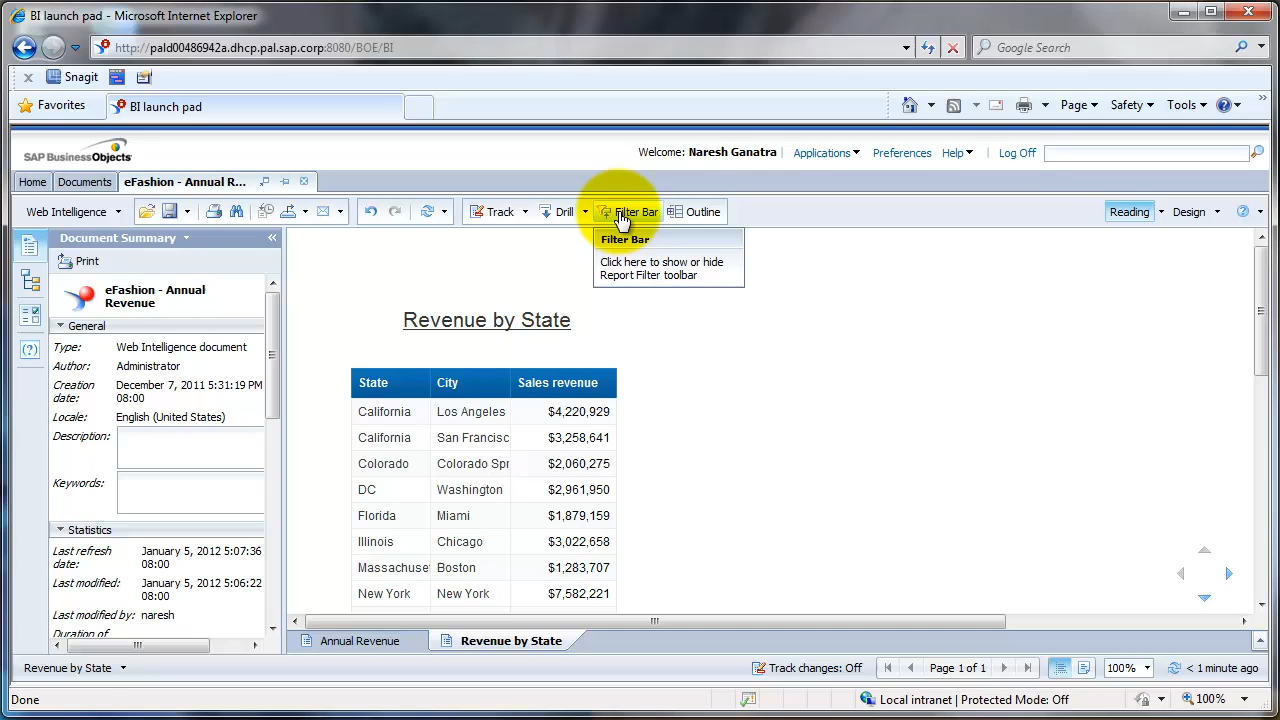 BI launch pad - Microsoft Internet Explorer
http://pald00486942a.dhcp.pal.sap.corp:8080/BOE/BI
Google Search
Snagit
Favorites
BI launch pad
Page
Safety
Tools
SAP BusinessObjects
Welcome: Naresh Ganatra
Applications
Preferences
Help
Log Off
Home
Documents
eFashion - Annual R...
Web Intelligence
Track
Drill
Filter Bar
Outline
Reading
Design
Document Summary
Filter Bar
Click here to show or hide
Report Filter toolbar
Print
eFashion - Annual
Revenue
General
Type: Web Intelligence document
Author: Administrator
Creation date: December 7, 2011 5:31:19 PM
08:00
Locale: English (United States)
Description:
Keywords:
Statistics
Last refresh date: January 5, 2012 5:07:36
08:00
Last modified: January 5, 2012 5:06:22
08:00
Last modified by: naresh
Duration of
Revenue by State
State City Sales revenue
California Los Angeles $4,220,929
California San Francisc $3,258,641
Colorado Colorado Spr $2,060,275
DC Washington $2,961,950
Florida Miami $1,879,159
Illinois Chicago $3,022,658
Massachuset Boston $1,283,707
New York New York $7,582,221
Annual Revenue
Revenue by State
Revenue by State
Track changes: Off
Page 1 of 1
100%
< 1 minute ago
Done
Local intranet | Protected Mode: Off
100%